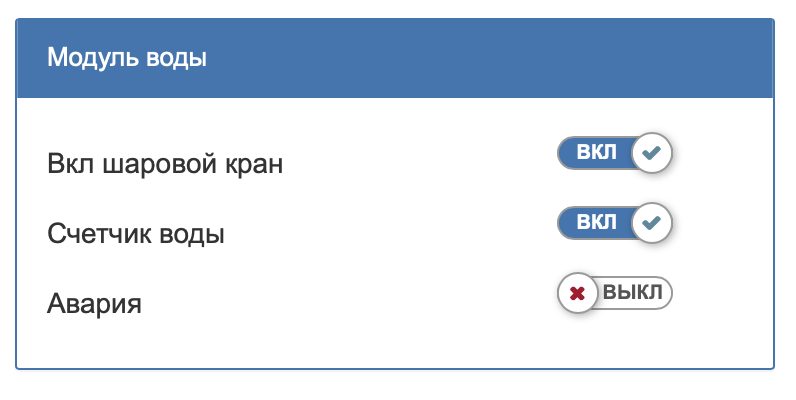 Модуль воды
Вкл шаровой кран ВКЛ
Счетчик воды ВКЛ
Авария ВЫКЛ